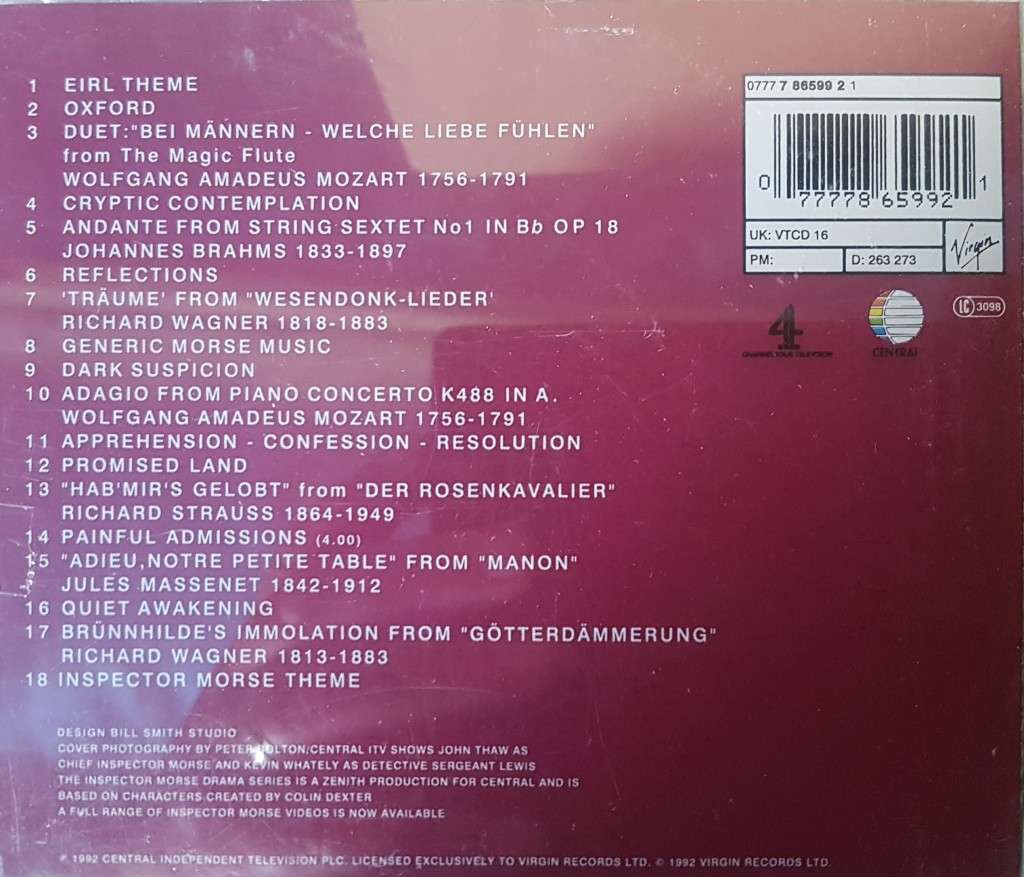 1 EIRL THEME
2 OXFORD
3 DUET:"BEI MÄNNERN - WELCHE LIEBE FÜHLEN"
from The Magic Flute
WOLFGANG AMADEUS MOZART 1756-1791
4 CRYPTIC CONTEMPLATION
5 ANDANTE FROM STRING SEXTET No1 IN Bb OP 18
JOHANNES BRAHMS 1833-1897
6 REFLECTIONS
7 'TRÄUME' FROM "WESENDONK-LIEDER'
RICHARD WAGNER 1818-1883
8 GENERIC MORSE MUSIC
9 DARK SUSPICION
10 ADAGIO FROM PIANO CONCERTO K488 IN A.
WOLFGANG AMADEUS MOZART 1756-1791
11 APPREHENSION - CONFESSION - RESOLUTION
12 PROMISED LAND
13 "HAB'MIR'S GELOBT" from "DER ROSENKAVALIER"
RICHARD STRAUSS 1864-1949
14 PAINFUL ADMISSIONS (4.00)
15 "ADIEU,NOTRE PETITE TABLE" FROM "MANON"
JULES MASSENET 1842-1912
16 QUIET AWAKENING
17 BRÜNNHILDE'S IMMOLATION FROM "GÖTTERDÄMMERUNG"
RICHARD WAGNER 1813-1883
18 INSPECTOR MORSE THEME
DESIGN BILL SMITH STUDIO
COVER PHOTOGRAPHY BY PETER BOLTON/CENTRAL ITV SHOWS JOHN THAW AS
CHIEF INSPECTOR MORSE AND KEVIN WHATELY AS DETECTIVE SERGEANT LEWIS
THE INSPECTOR MORSE DRAMA SERIES IS A ZENITH PRODUCTION FOR CENTRAL AND IS
BASED ON CHARACTERS CREATED BY COLIN DEXTER
A FULL RANGE OF INSPECTOR MORSE VIDEOS IS NOW AVAILABLE
℗ 1992 CENTRAL INDEPENDENT TELEVISION PLC. LICENSED EXCLUSIVELY TO VIRGIN RECORDS LTD. © 1992 VIRGIN RECORDS LTD.
0777 7 86599 2 1
0 77778 65992 1
UK: VTCD 16
PM: D: 263 273
Virgin
4
CHANNEL FOUR TELEVISION
CENTRAL
LC 3098